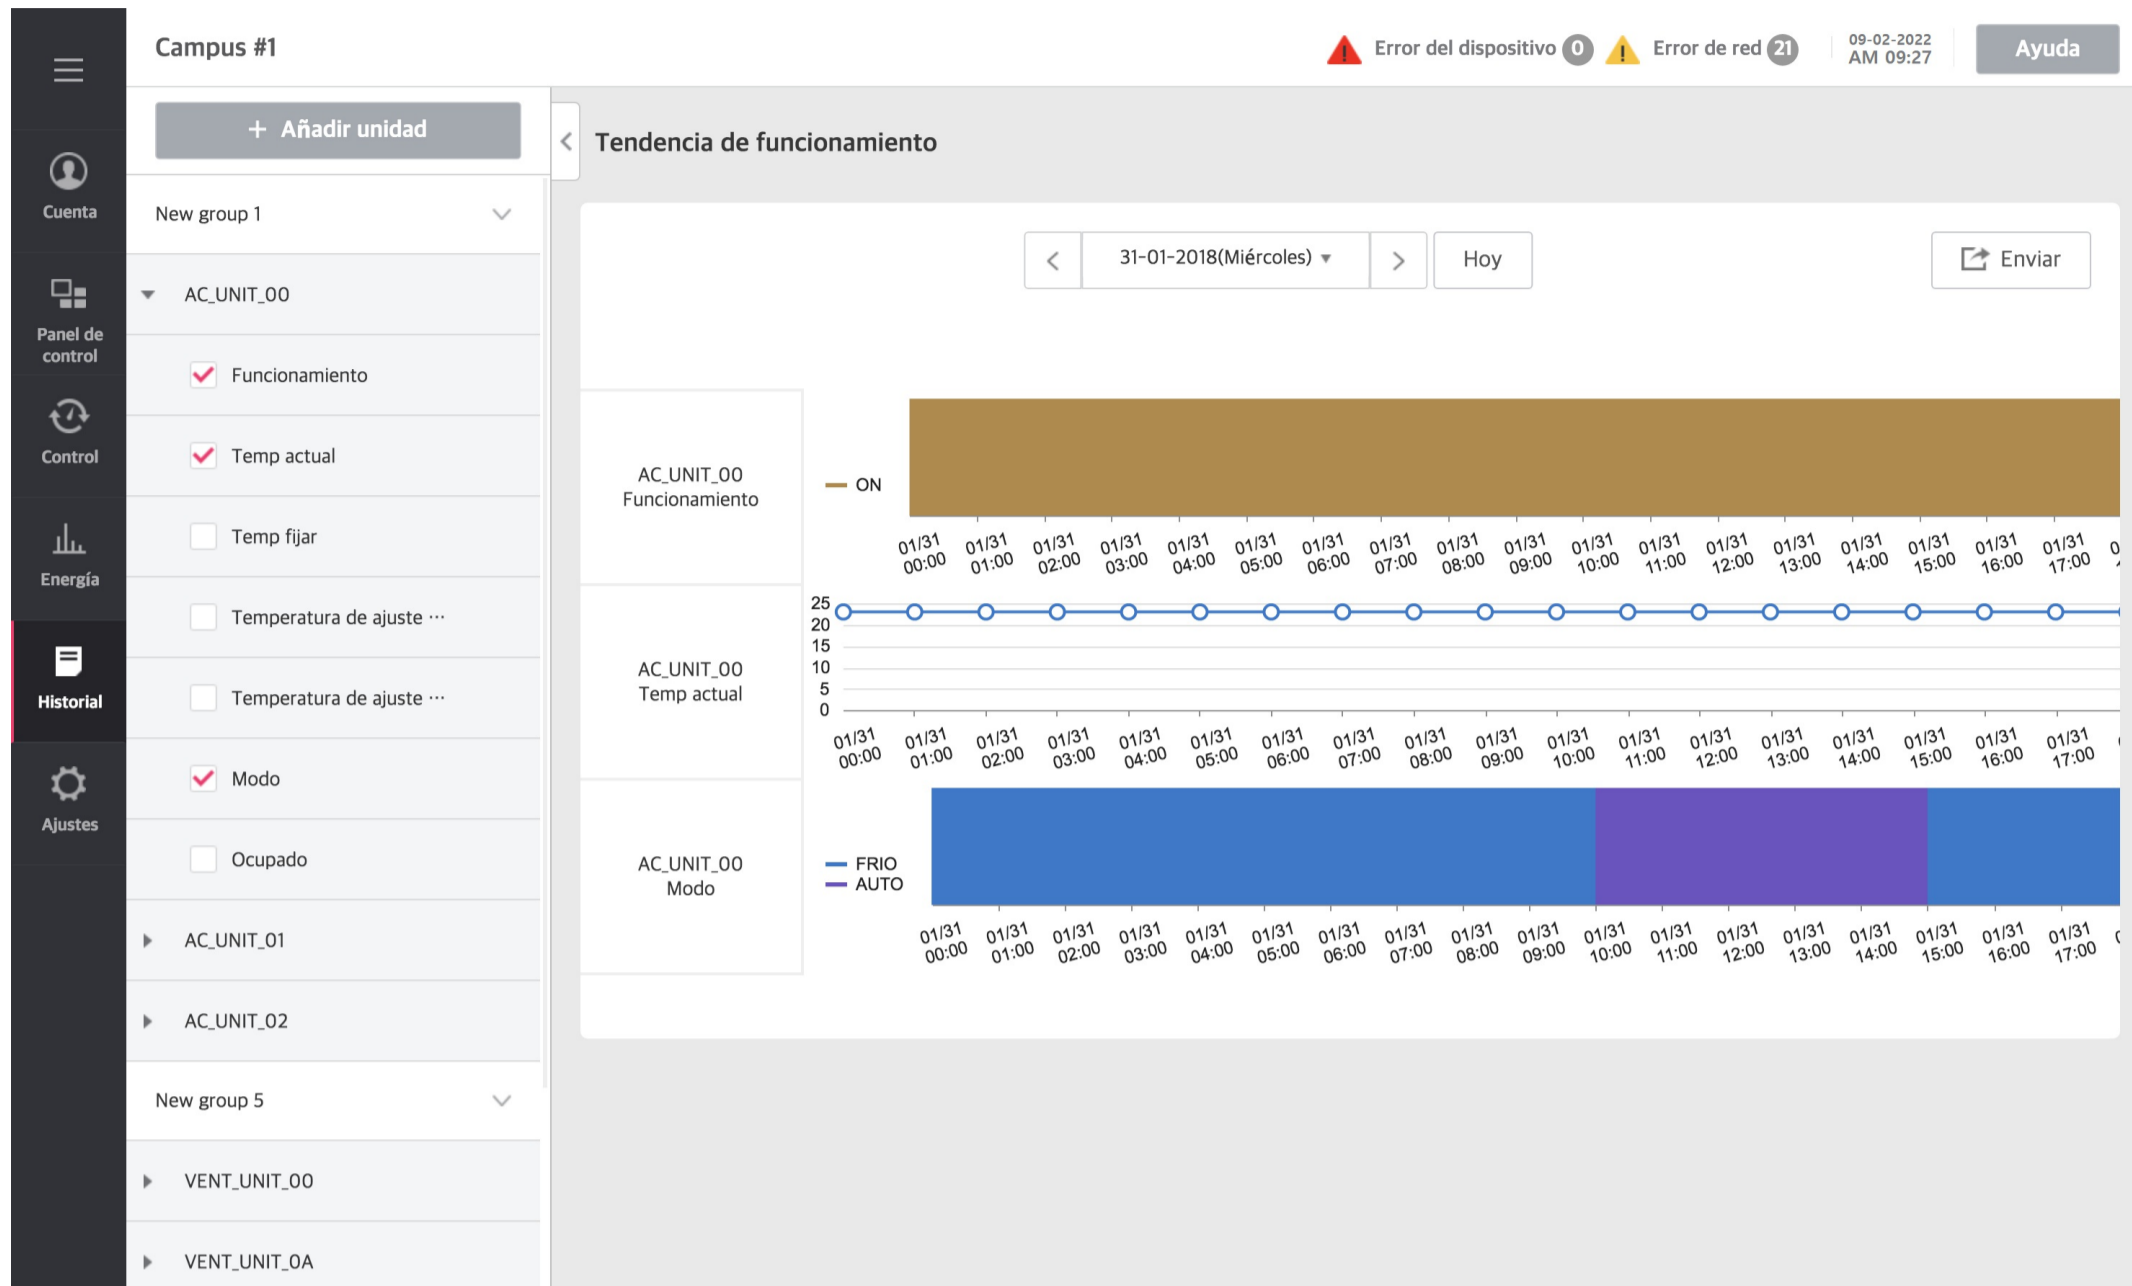 Campus #1
Error del dispositivo 0
Error de red 21
09-02-2022
AM 09:27
Ayuda
Cuenta
Panel de
control
Control
Energía
Historial
Ajustes
+ Añadir unidad
New group 1
AC_UNIT_00
Funcionamiento
Temp actual
Temp fijar
Temperatura de ajuste ···
Temperatura de ajuste ···
Modo
Ocupado
AC_UNIT_01
AC_UNIT_02
New group 5
VENT_UNIT_00
VENT_UNIT_0A
Tendencia de funcionamiento
31-01-2018(Miércoles)
Hoy
Enviar
AC_UNIT_00
Funcionamiento
ON
01/31 01/31 01/31 01/31 01/31 01/31 01/31 01/31 01/31 01/31 01/31 01/31 01/31 01/31 01/31 01/31 01/31 01/31
00:00 01:00 02:00 03:00 04:00 05:00 06:00 07:00 08:00 09:00 10:00 11:00 12:00 13:00 14:00 15:00 16:00 17:00
AC_UNIT_00
Temp actual
25
20
15
10
5
0
01/31 01/31 01/31 01/31 01/31 01/31 01/31 01/31 01/31 01/31 01/31 01/31 01/31 01/31 01/31 01/31 01/31 01/31
00:00 01:00 02:00 03:00 04:00 05:00 06:00 07:00 08:00 09:00 10:00 11:00 12:00 13:00 14:00 15:00 16:00 17:00
AC_UNIT_00
Modo
FRIO
AUTO
01/31 01/31 01/31 01/31 01/31 01/31 01/31 01/31 01/31 01/31 01/31 01/31 01/31 01/31 01/31 01/31 01/31 01/31
00:00 01:00 02:00 03:00 04:00 05:00 06:00 07:00 08:00 09:00 10:00 11:00 12:00 13:00 14:00 15:00 16:00 17:00